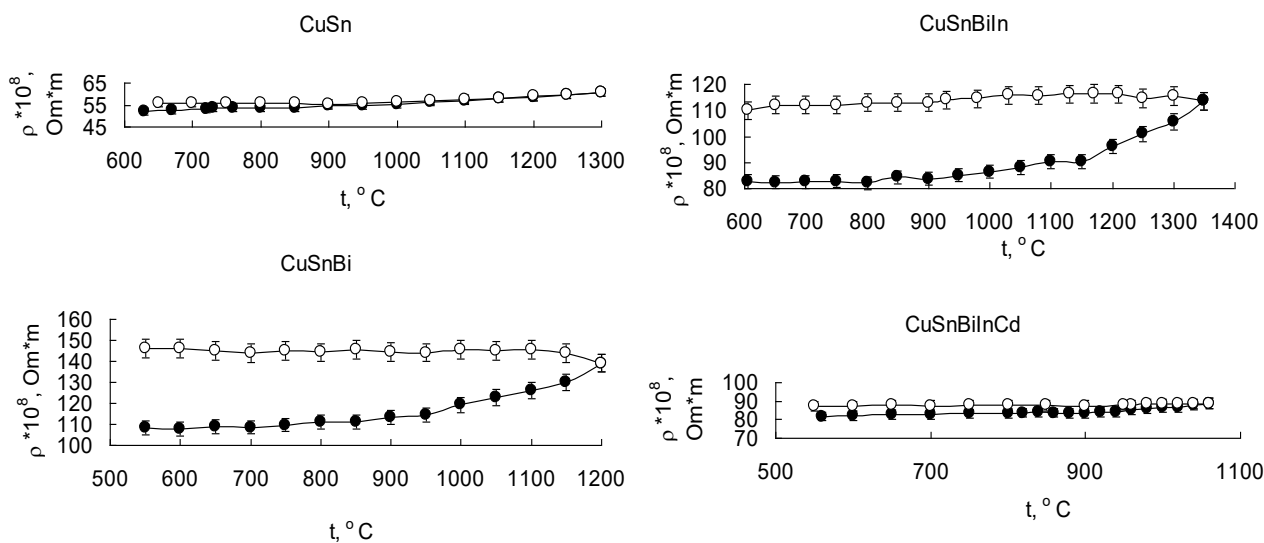 CuSn
ρ *10⁸,
Om*m
65
55
45
600 700 800 900 1000 1100 1200 1300
t, ° C
CuSnBiIn
ρ *10⁸, Om*m
120
110
100
90
80
600 700 800 900 1000 1100 1200 1300 1400
t, ° C
CuSnBi
ρ *10⁸, Om*m
160
150
140
130
120
110
100
500 600 700 800 900 1000 1100 1200
t, ° C
CuSnBiInCd
ρ *10⁸,
Om*m
100
90
80
70
500 700 900 1100
t, ° C